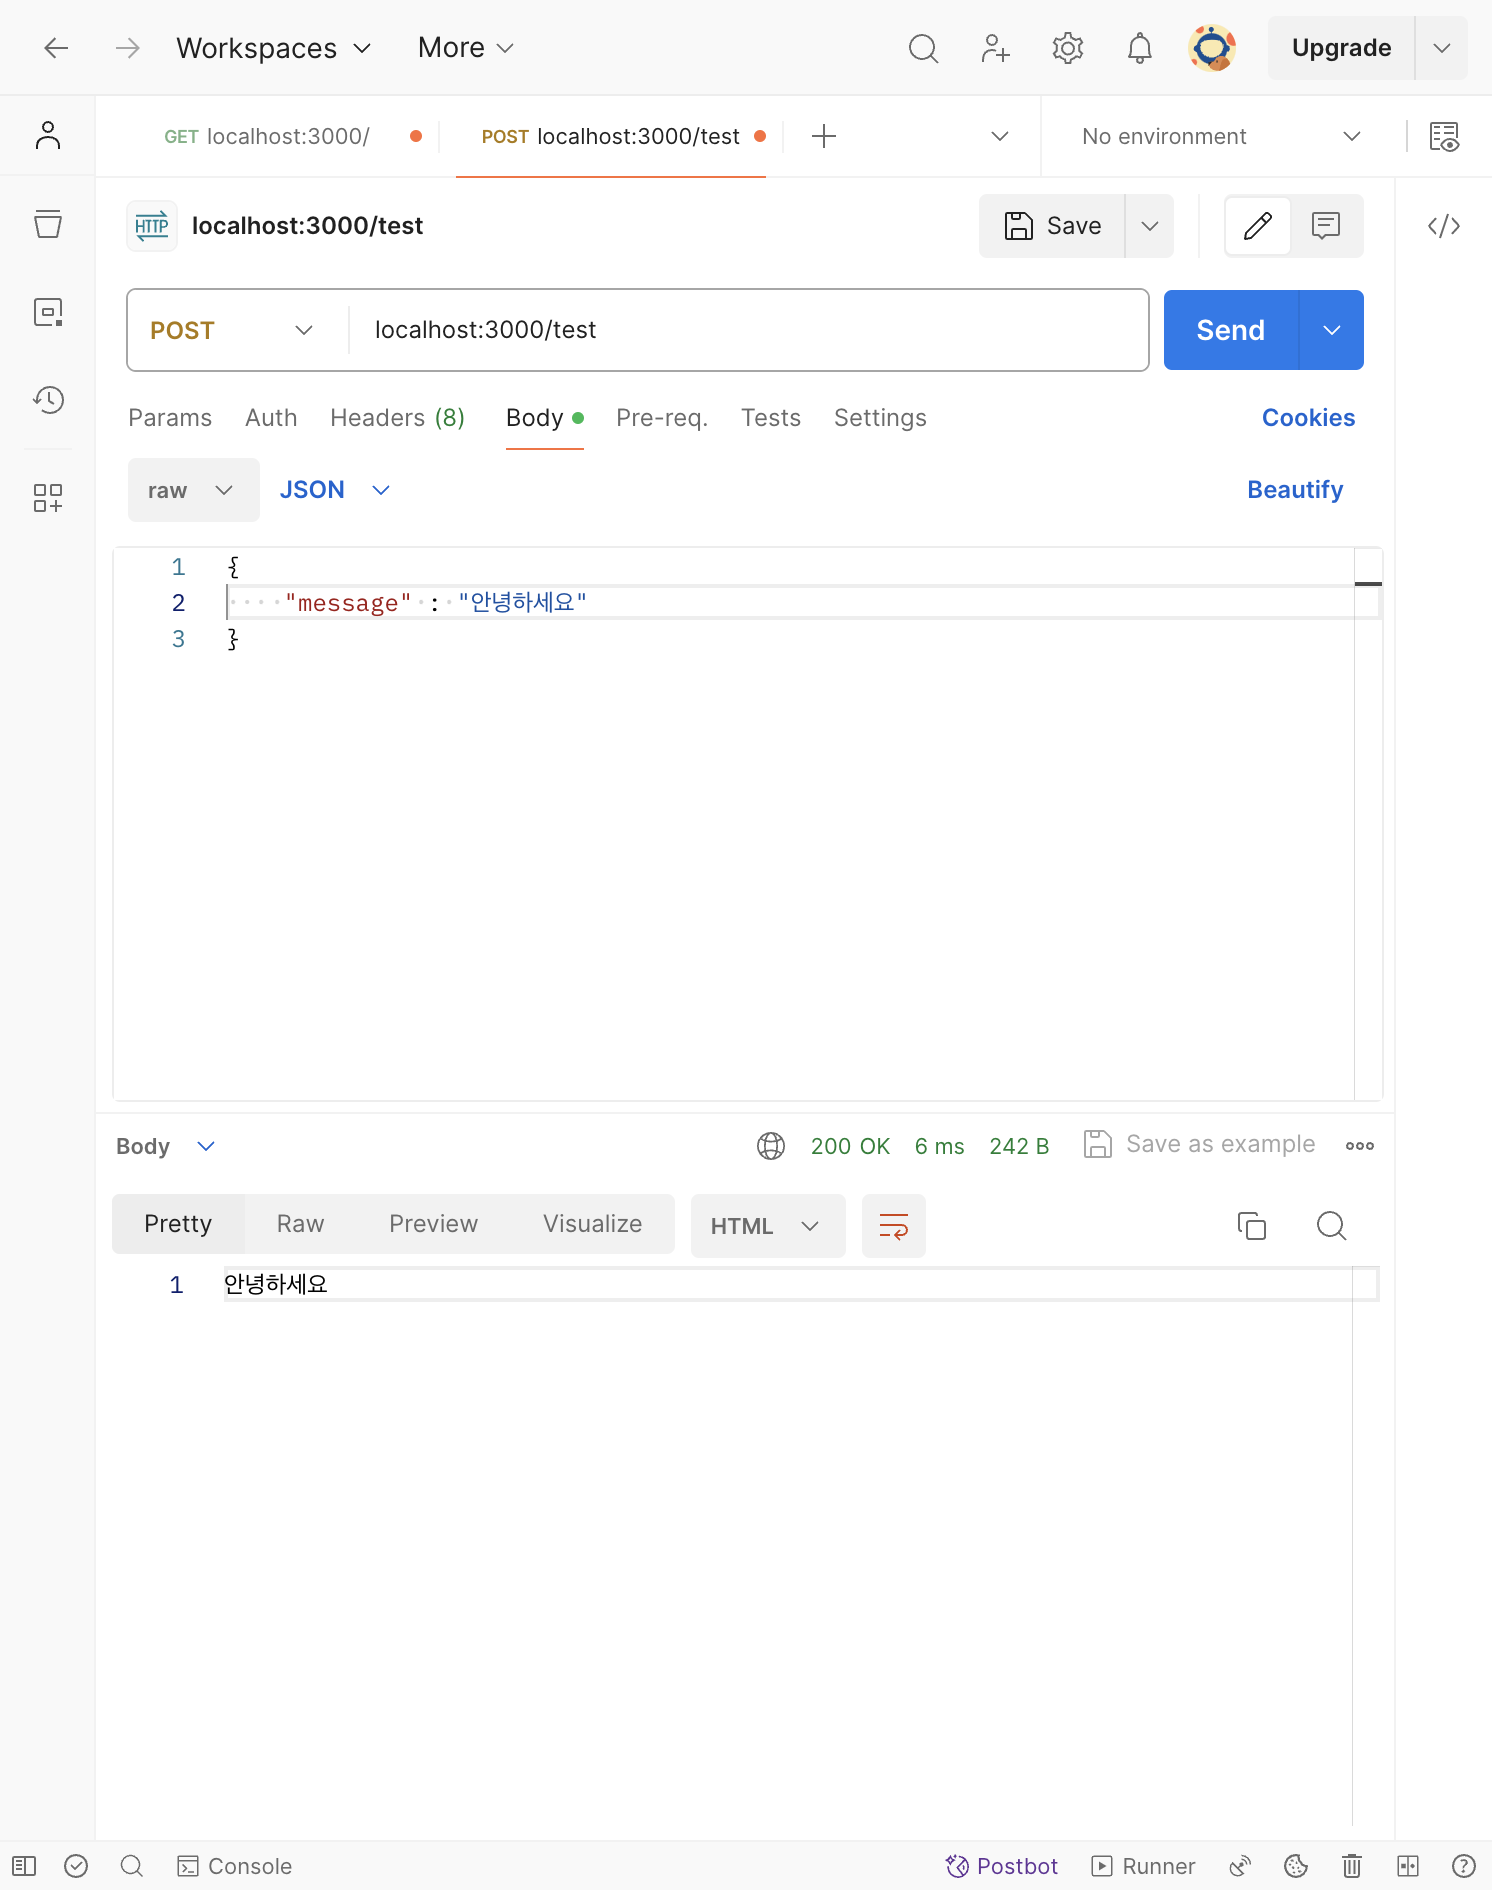 Workspaces More Upgrade
GET localhost:3000/ POST localhost:3000/test No environment
HTTP localhost:3000/test Save
POST localhost:3000/test Send
Params Auth Headers (8) Body Pre-req. Tests Settings Cookies
raw JSON Beautify
1 {
2 ····"message"·:·"안녕하세요"
3 }
Body 200 OK 6 ms 242 B Save as example
Pretty Raw Preview Visualize HTML
1 안녕하세요
Console Postbot Runner